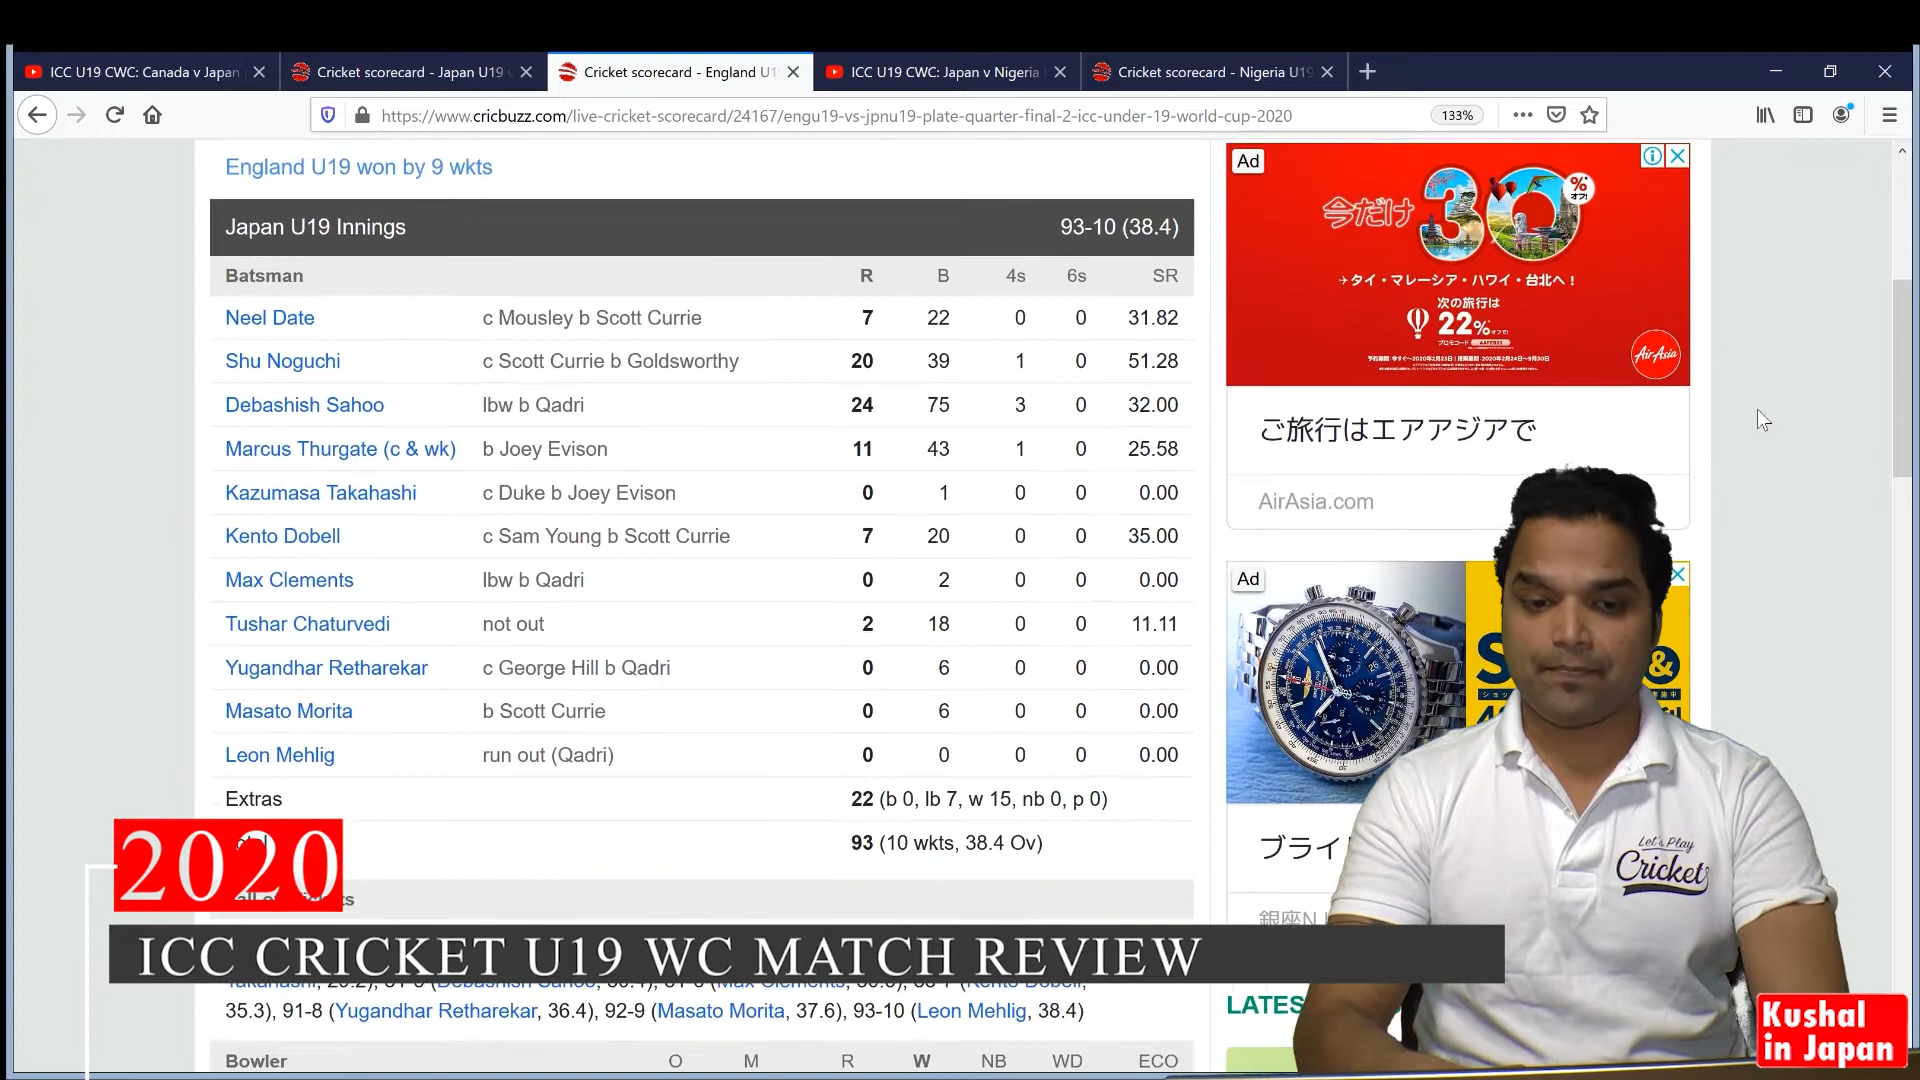 ICC U19 CWC: Canada v Japan
Cricket scorecard - Japan U19 v
Cricket scorecard - England U19
ICC U19 CWC: Japan v Nigeria
Cricket scorecard - Nigeria U19
https://www.cricbuzz.com/live-cricket-scorecard/24167/engu19-vs-jpnu19-plate-quarter-final-2-icc-under-19-world-cup-2020
133%
England U19 won by 9 wkts
Japan U19 Innings 93-10 (38.4)
Batsman R B 4s 6s SR
Neel Date c Mousley b Scott Currie 7 22 0 0 31.82
Shu Noguchi c Scott Currie b Goldsworthy 20 39 1 0 51.28
Debashish Sahoo lbw b Qadri 24 75 3 0 32.00
Marcus Thurgate (c & wk) b Joey Evison 11 43 1 0 25.58
Kazumasa Takahashi c Duke b Joey Evison 0 1 0 0 0.00
Kento Dobell c Sam Young b Scott Currie 7 20 0 0 35.00
Max Clements lbw b Qadri 0 2 0 0 0.00
Tushar Chaturvedi not out 2 18 0 0 11.11
Yugandhar Retharekar c George Hill b Qadri 0 6 0 0 0.00
Masato Morita b Scott Currie 0 6 0 0 0.00
Leon Mehlig run out (Qadri) 0 0 0 0 0.00
Extras 22 (b 0, lb 7, w 15, nb 0, p 0)
93 (10 wkts, 38.4 Ov)
2020
ICC CRICKET U19 WC MATCH REVIEW
35.3), 91-8 (Yugandhar Retharekar, 36.4), 92-9 (Masato Morita, 37.6), 93-10 (Leon Mehlig, 38.4)
Bowler O M R W NB WD ECO
Ad
今だけ 30 %オフ!
タイ・マレーシア・ハワイ・台北へ!
次の旅行は
22%
AirAsia
ご旅行はエアアジアで
AirAsia.com
Ad
S &
ブライ
銀座N
LATES
Let's Play
Cricket
Kushal
in Japan